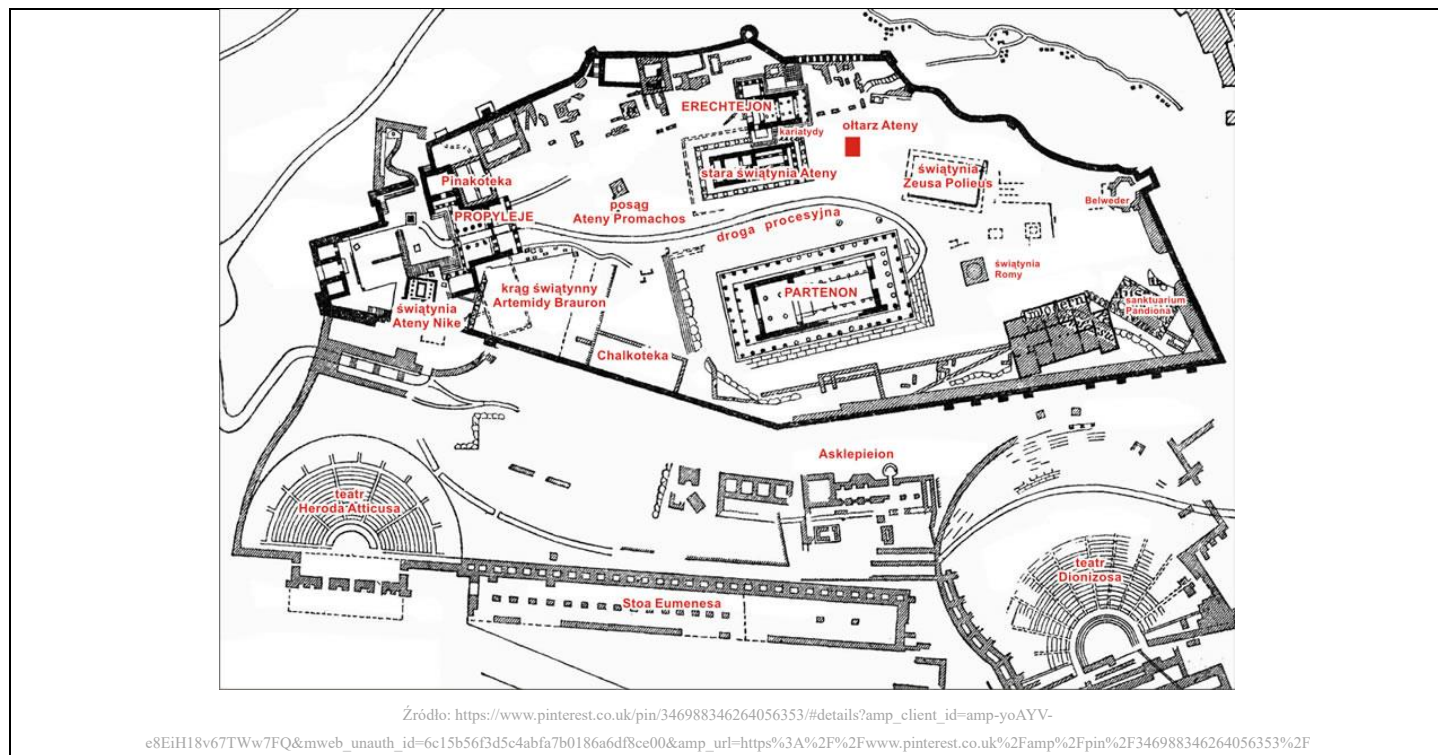 ERECHTEJON
kariatydy
ołtarz Ateny
Pinakoteka
stara świątynia Ateny
świątynia
Zeusa Polieus
Belweder
posąg
Ateny Promachos
PROPYLEJE
droga procesyjna
świątynia
Romy
krąg świątynny
Artemidy Brauron
PARTENON
sanktuarium
Pandiona
świątynia
Ateny Nike
Chalkoteka
Asklepieion
teatr
Heroda Atticusa
teatr
Dionizosa
Stoa Eumenesa
Źródło: https://www.pinterest.co.uk/pin/346988346264056353/#details?amp_client_id=amp-yoAYV-
e8EiH18v67TWw7FQ&mweb_unauth_id=6c15b56f3d5c4abfa7b0186a6df8ce00&amp_url=https%3A%2F%2Fwww.pinterest.co.uk%2Famp%2Fpin%2F346988346264056353%2F